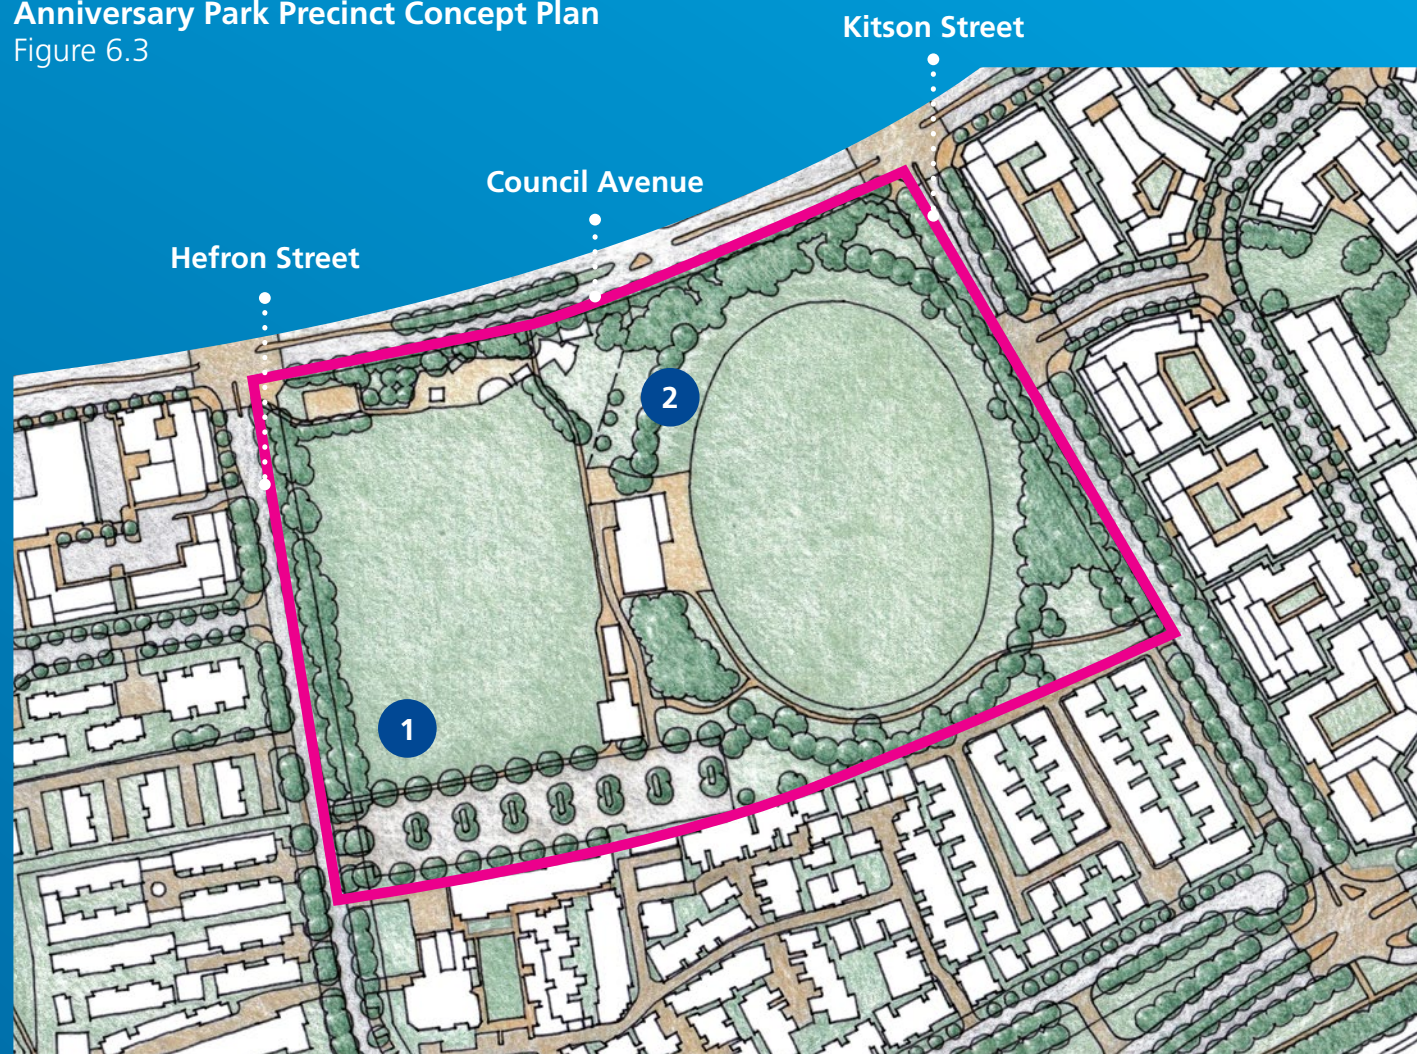 Anniversary Park Precinct Concept Plan
Figure 6.3
Kitson Street
Council Avenue
Hefron Street
2
1